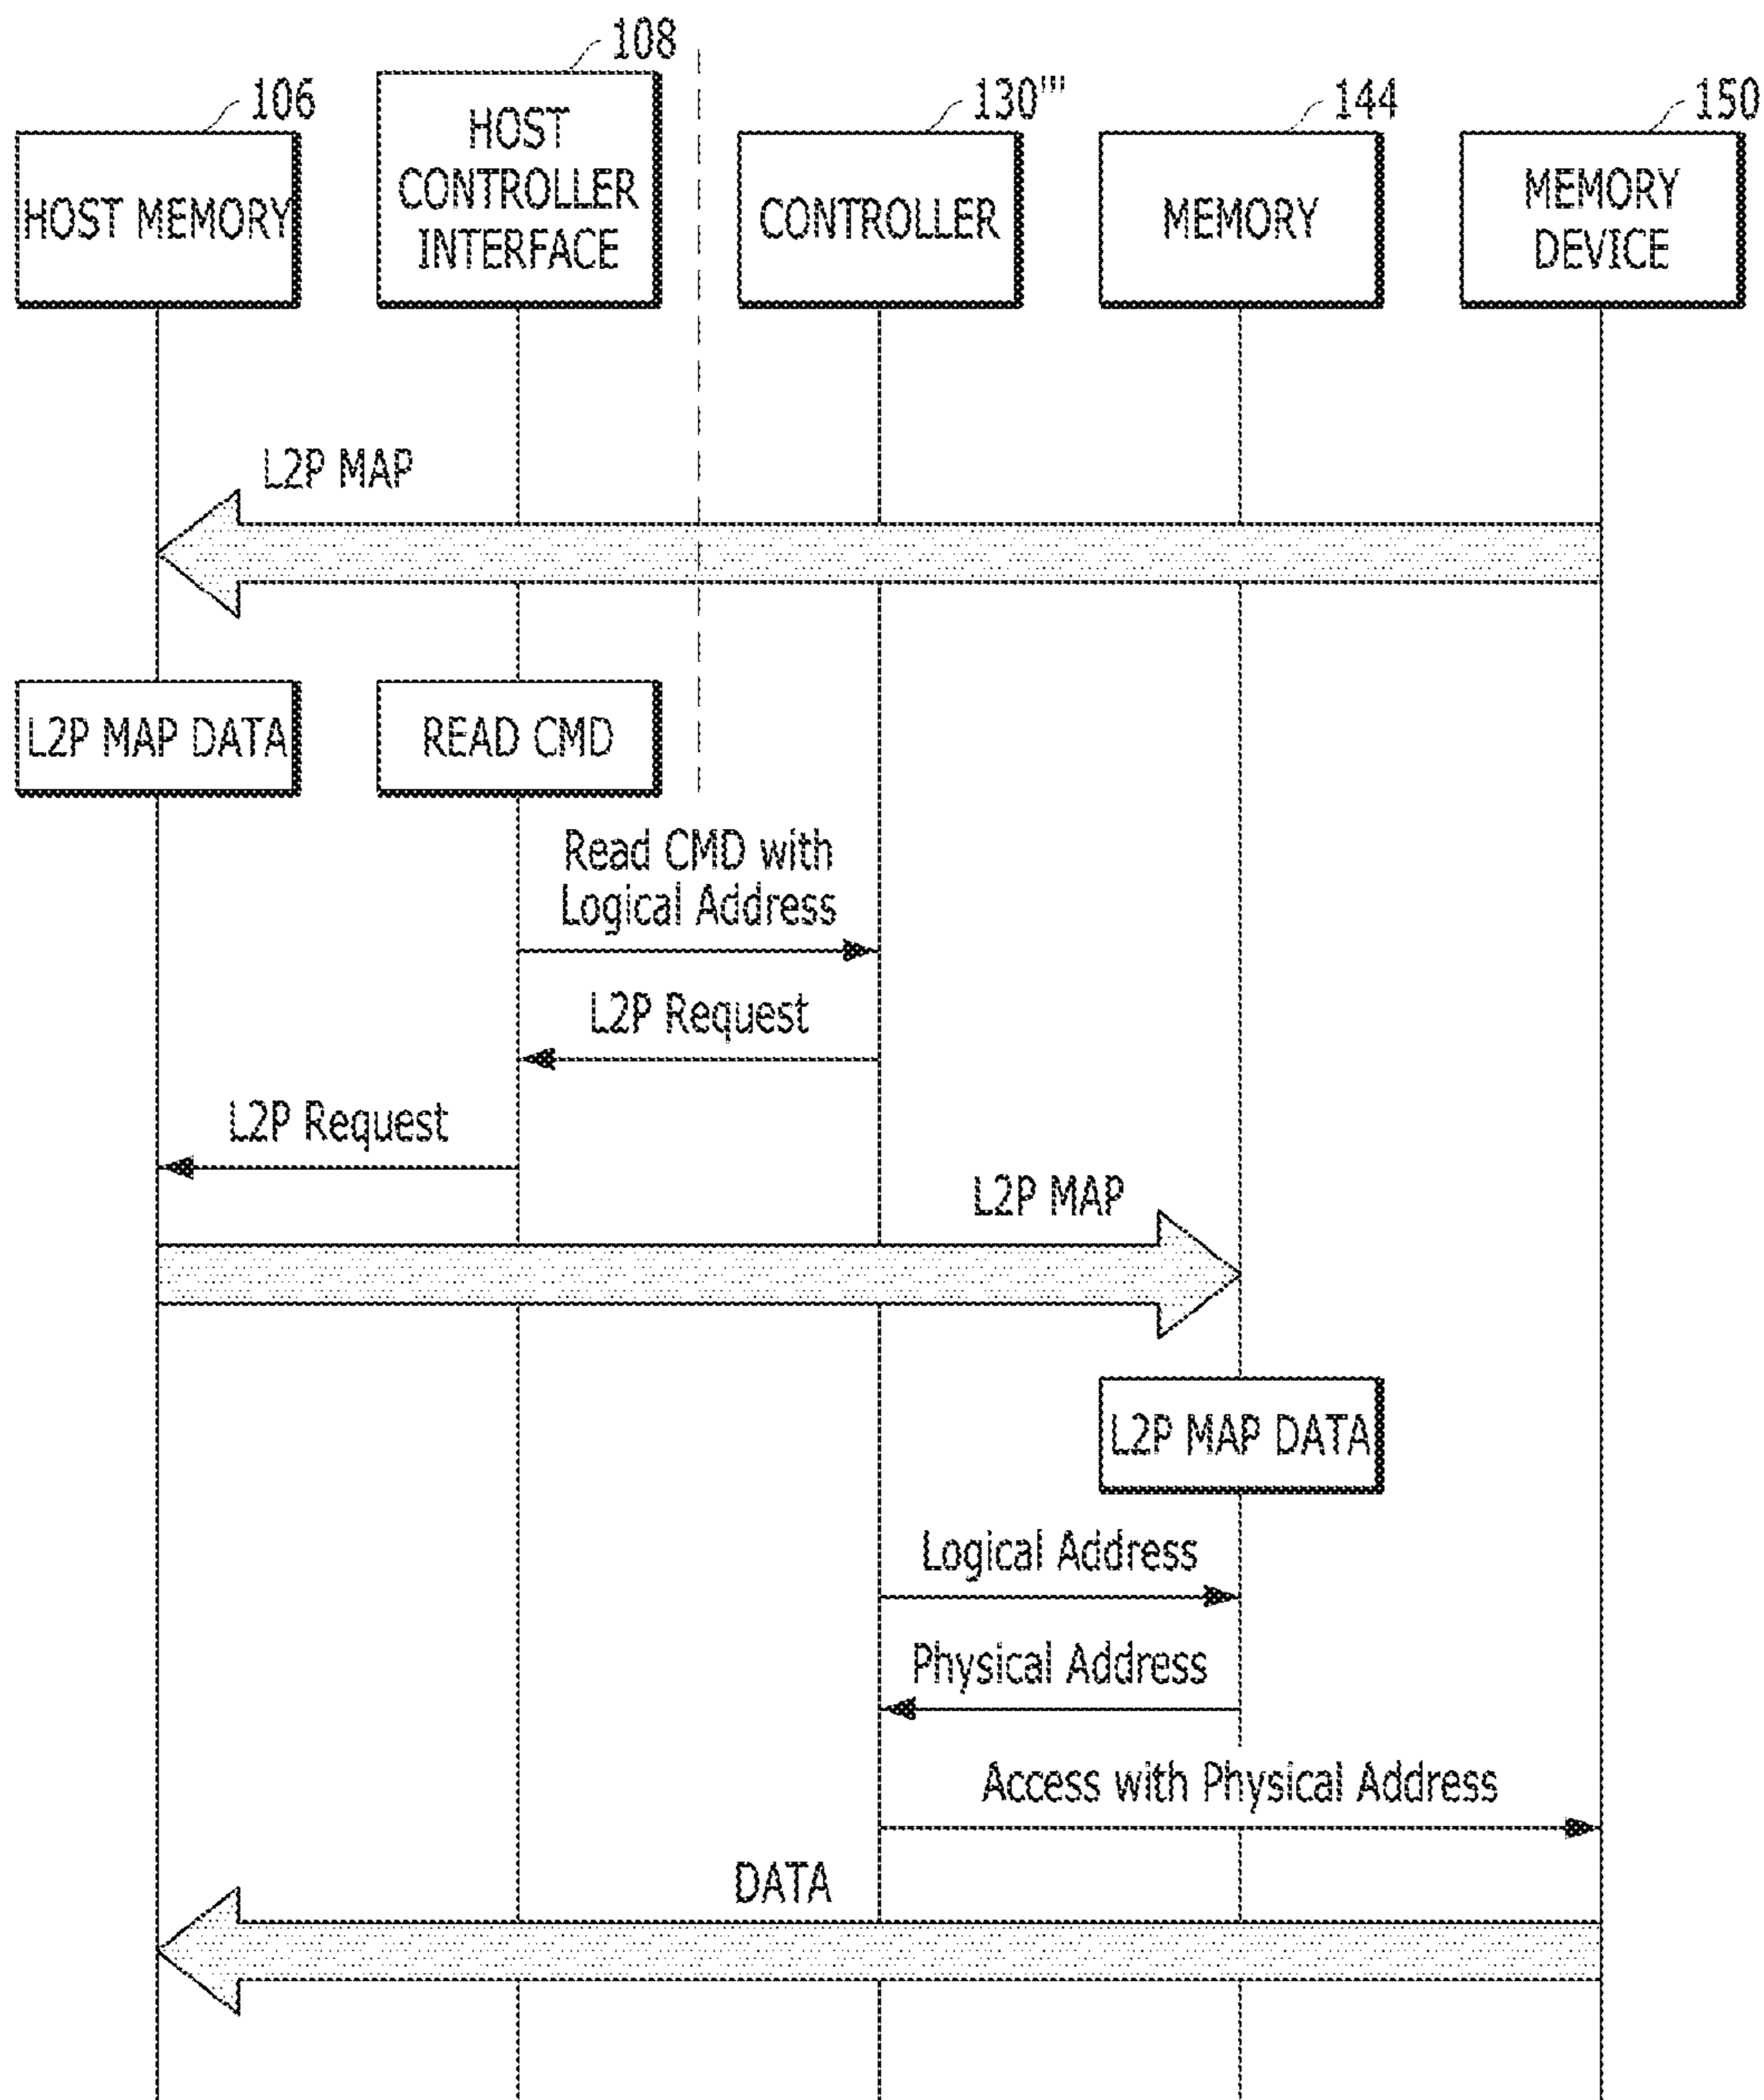 106
108
130'''
144
150
HOST MEMORY
HOST
CONTROLLER
INTERFACE
CONTROLLER
MEMORY
MEMORY
DEVICE
L2P MAP
L2P MAP DATA
READ CMD
Read CMD with
Logical Address
L2P Request
L2P Request
L2P MAP
L2P MAP DATA
Logical Address
Physical Address
Access with Physical Address
DATA